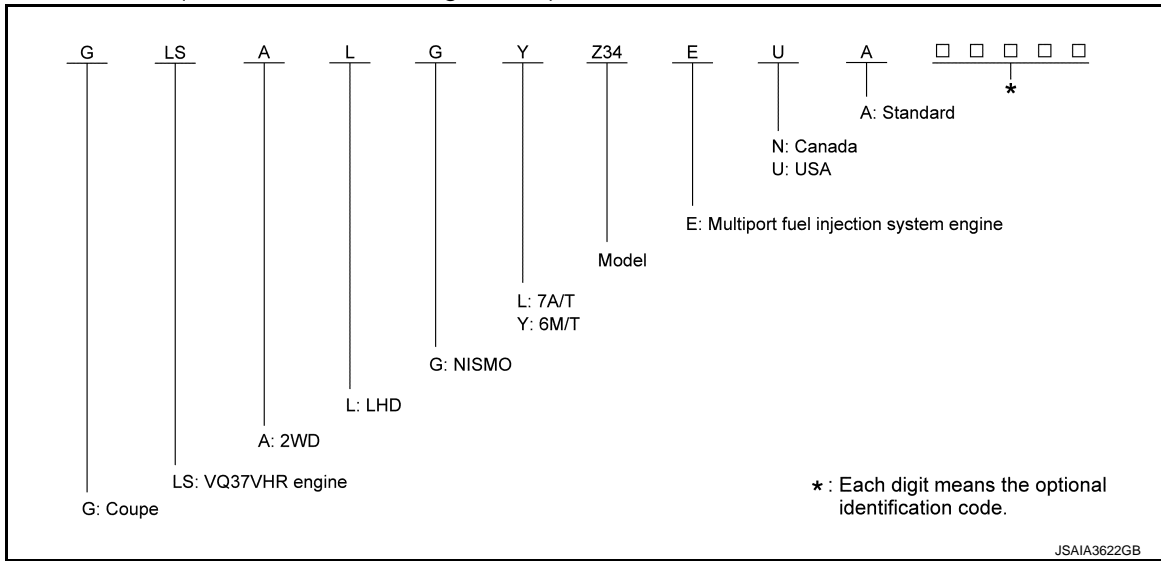 G LS A L G Y Z34 E U A □ □ □ □ □
*
A: Standard
N: Canada
U: USA
E: Multiport fuel injection system engine
Model
L: 7A/T
Y: 6M/T
G: NISMO
L: LHD
A: 2WD
LS: VQ37VHR engine
G: Coupe
* : Each digit means the optional
identification code.
JSAIA3622GB